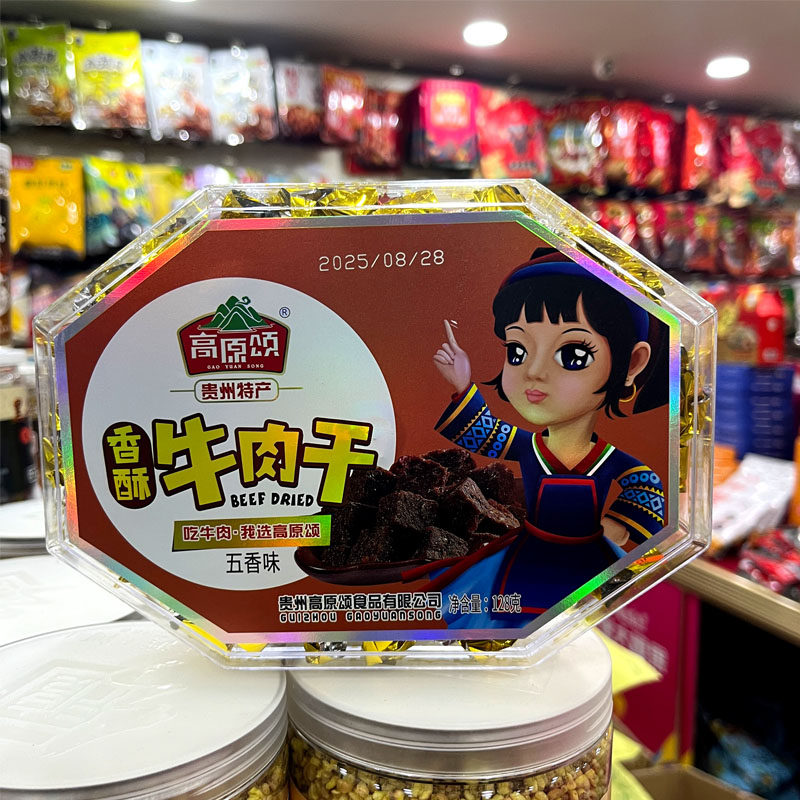 2025/08/28
高原颂®
GAO YUAN SONG
贵州特产
香酥牛肉干
BEEF DRIED
吃牛肉·我选高原颂
五香味
贵州高原颂食品有限公司 净含量：128克
GUIZHOU GAOYUANSONG